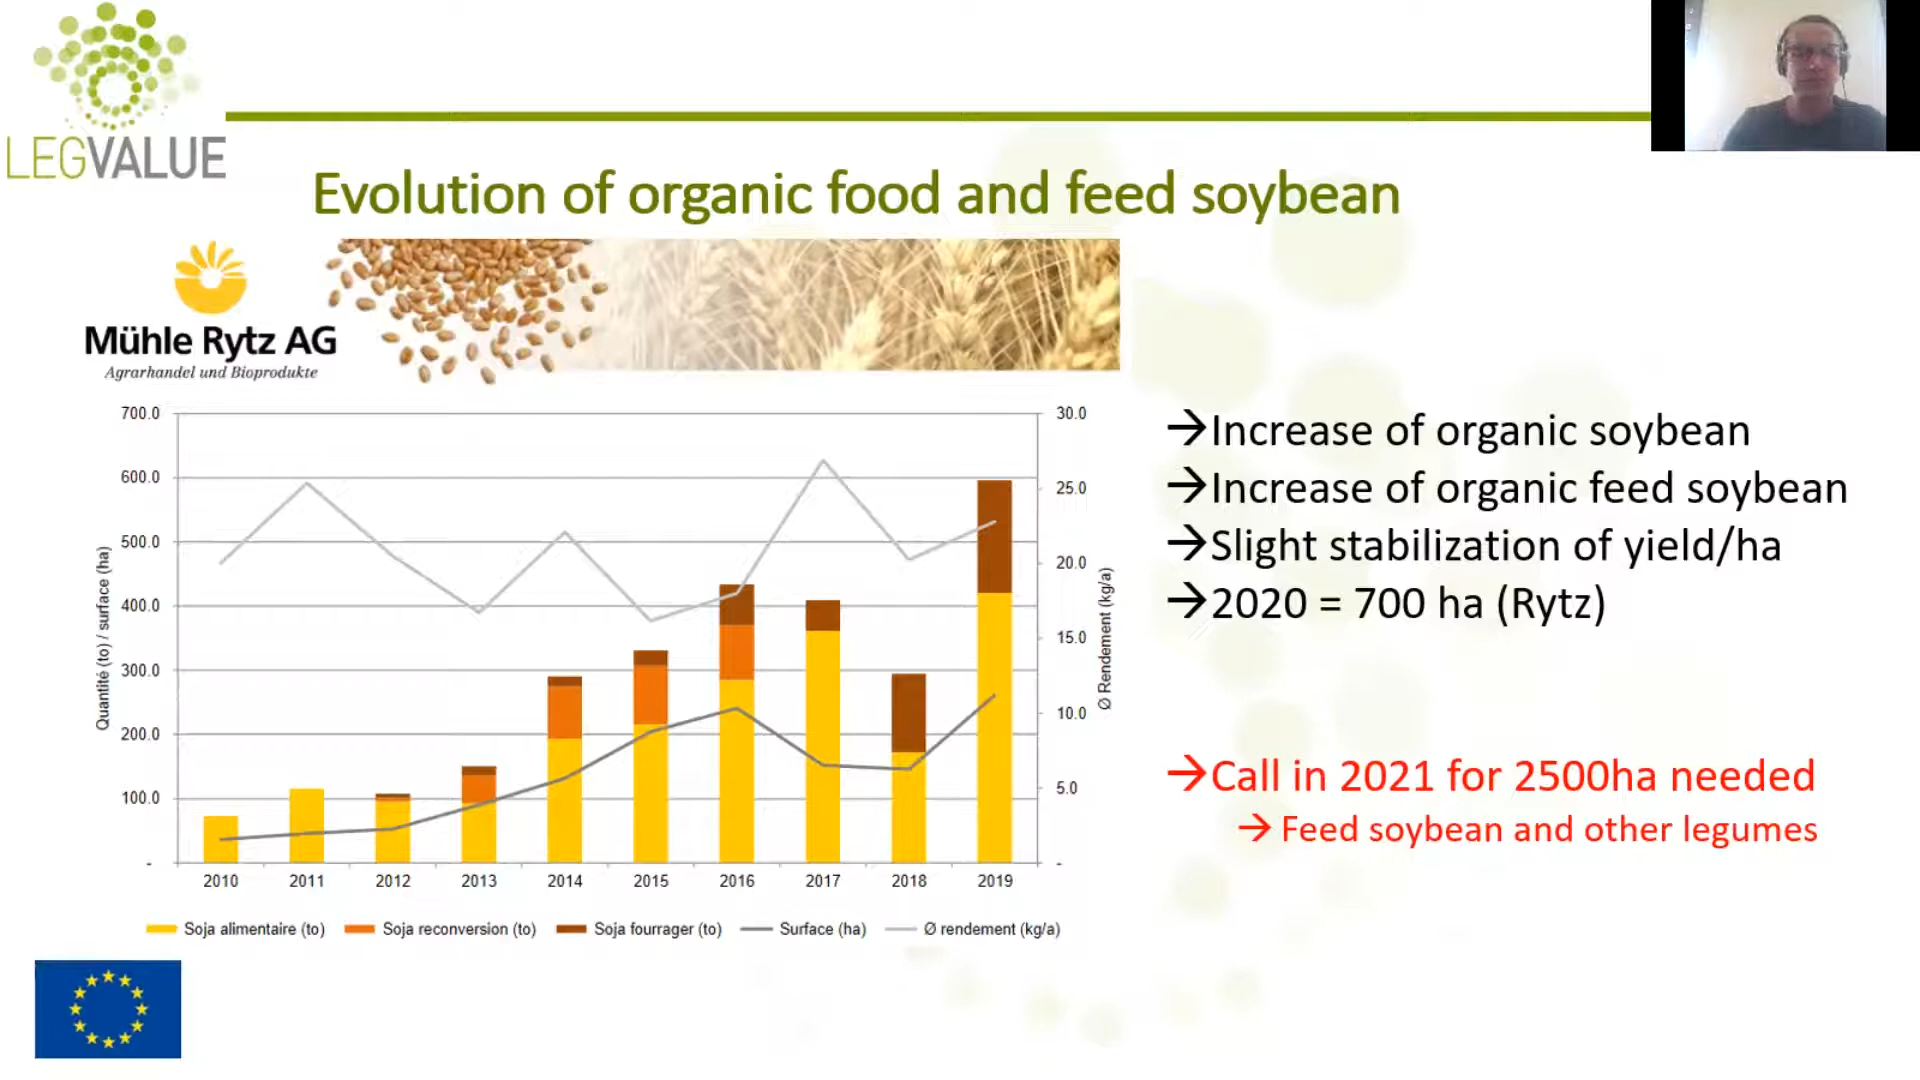 LEGVALUE
Evolution of organic food and feed soybean
Mühle Rytz AG
Agrarhandel und Bioprodukte
700.0
600.0
500.0
400.0
300.0
200.0
100.0
-
Quantité (to) / surface (ha)
30.0
25.0
20.0
15.0
10.0
5.0
-
Ø Rendement (kg/a)
2010 2011 2012 2013 2014 2015 2016 2017 2018 2019
Soja alimentaire (to) Soja reconversion (to) Soja fourrager (to) Surface (ha) Ø rendement (kg/a)
→Increase of organic soybean
→Increase of organic feed soybean
→Slight stabilization of yield/ha
→2020 = 700 ha (Rytz)
→Call in 2021 for 2500ha needed
→ Feed soybean and other legumes